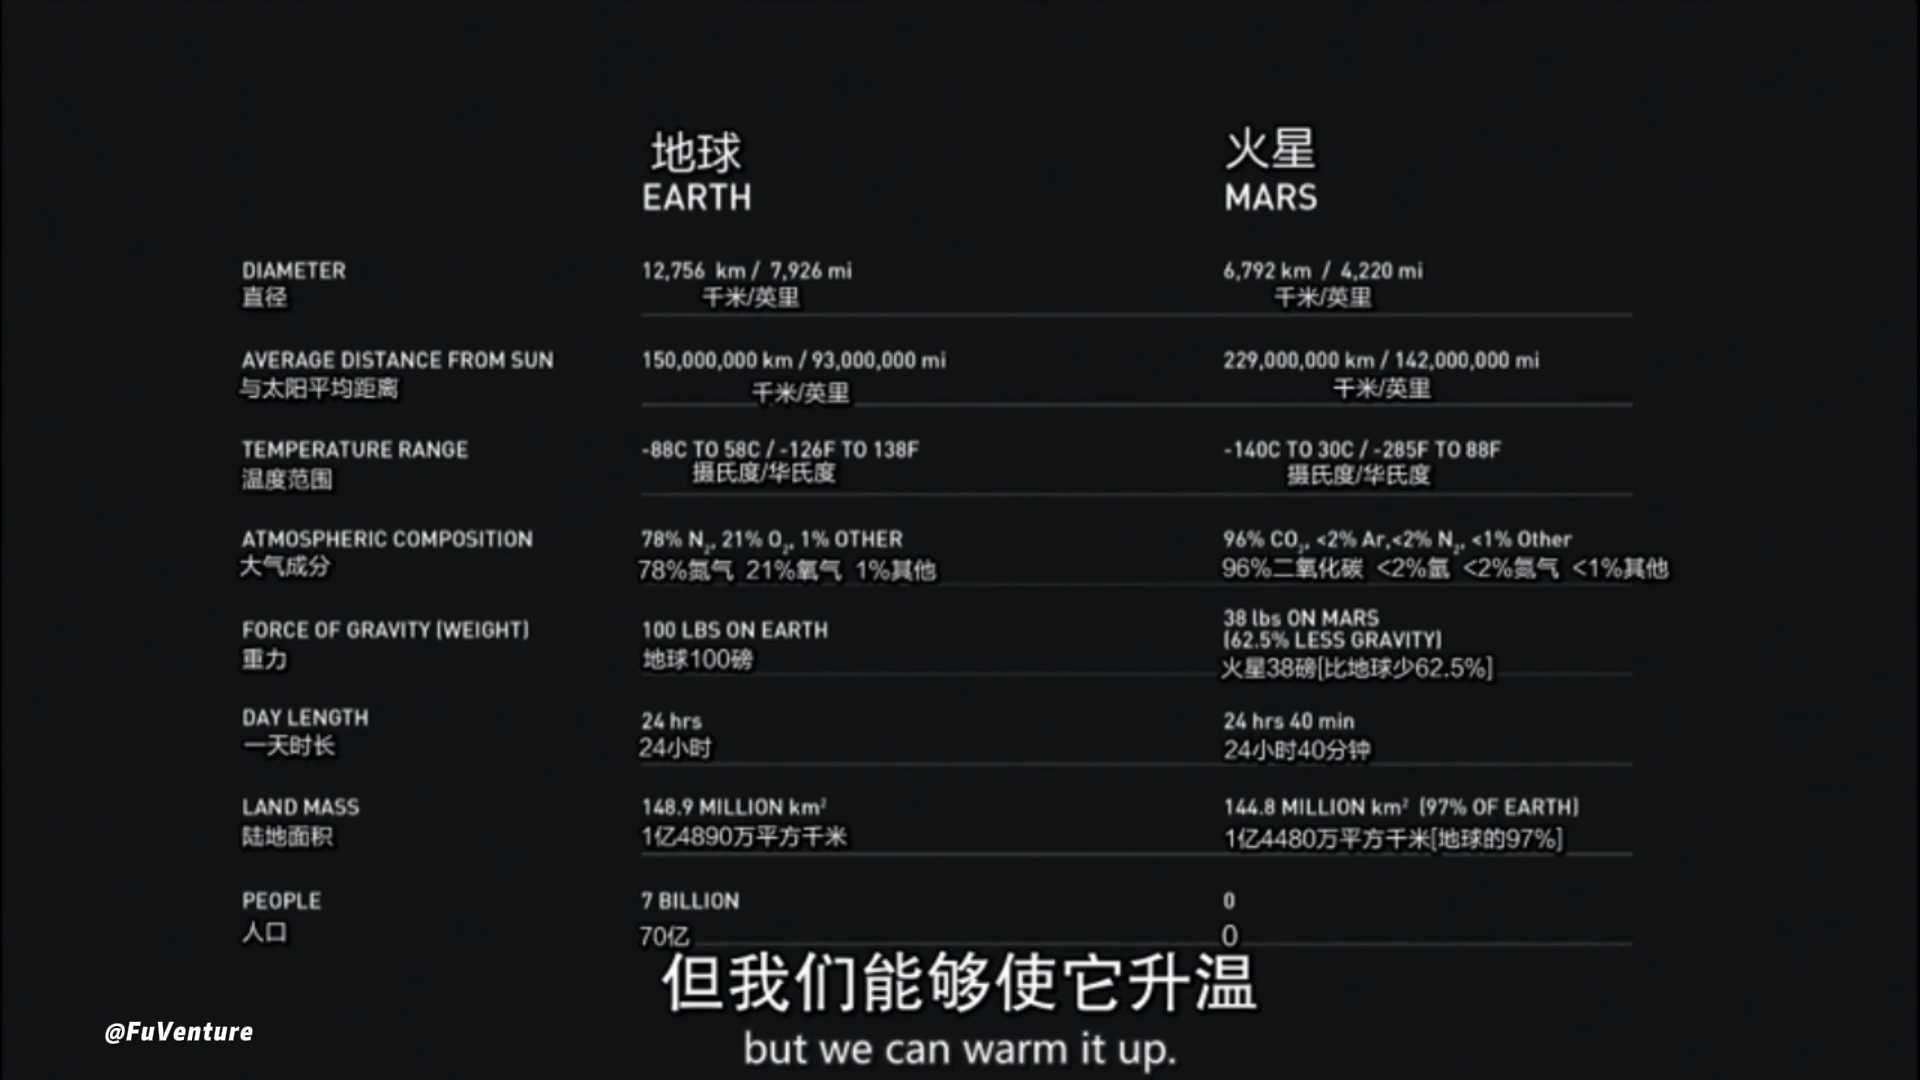 地球
火星
EARTH
MARS
DIAMETER
12,756 km / 7,926 mi
6,792 km / 4,220 mi
直径
千米/英里
千米/英里
AVERAGE DISTANCE FROM SUN
150,000,000 km / 93,000,000 mi
229,000,000 km / 142,000,000 mi
与太阳平均距离
千米/英里
千米/英里
TEMPERATURE RANGE
-88C TO 58C / -126F TO 138F
-140C TO 30C / -285F TO 88F
温度范围
摄氏度/华氏度
摄氏度/华氏度
ATMOSPHERIC COMPOSITION
78% N₂, 21% O₂, 1% OTHER
96% CO₂, <2% Ar,<2% N₂, <1% Other
大气成分
78%氮气 21%氧气 1%其他
96%二氧化碳 <2%氩 <2%氮气 <1%其他
FORCE OF GRAVITY (WEIGHT)
100 LBS ON EARTH
38 lbs ON MARS
(62.5% LESS GRAVITY)
重力
地球100磅
火星38磅[比地球少62.5%]
DAY LENGTH
24 hrs
24 hrs 40 min
一天时长
24小时
24小时40分钟
LAND MASS
148.9 MILLION km²
144.8 MILLION km² (97% OF EARTH)
陆地面积
1亿4890万平方千米
1亿4480万平方千米[地球的97%]
PEOPLE
7 BILLION
0
人口
70亿
0
但我们能够使它升温
@FuVenture
but we can warm it up.